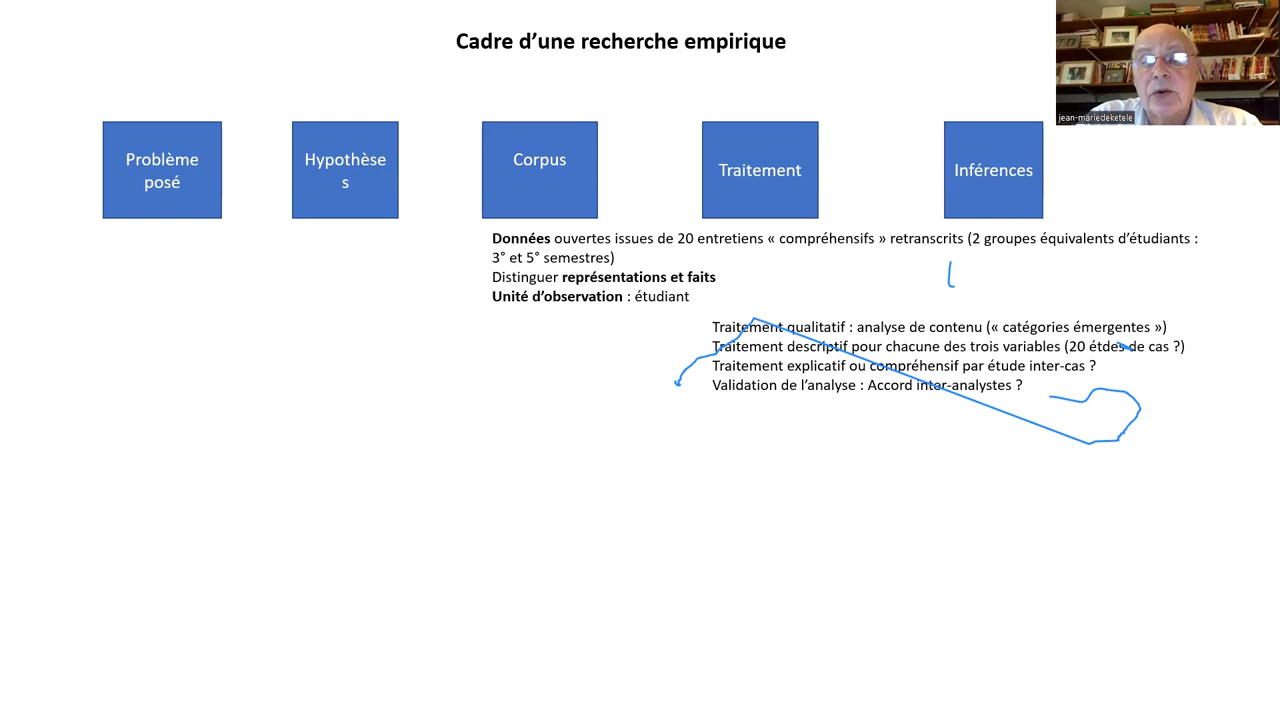 Cadre d'une recherche empirique
jean-mariedeketele
Problème
posé
Hypothèse
s
Corpus
Traitement
Inférences
Données ouvertes issues de 20 entretiens « compréhensifs » retranscrits (2 groupes équivalents d'étudiants :
3° et 5° semestres)
Distinguer représentations et faits
Unité d'observation : étudiant
Traitement qualitatif : analyse de contenu (« catégories émergentes »)
Traitement descriptif pour chacune des trois variables (20 étdes de cas ?)
Traitement explicatif ou compréhensif par étude inter-cas ?
Validation de l'analyse : Accord inter-analystes ?